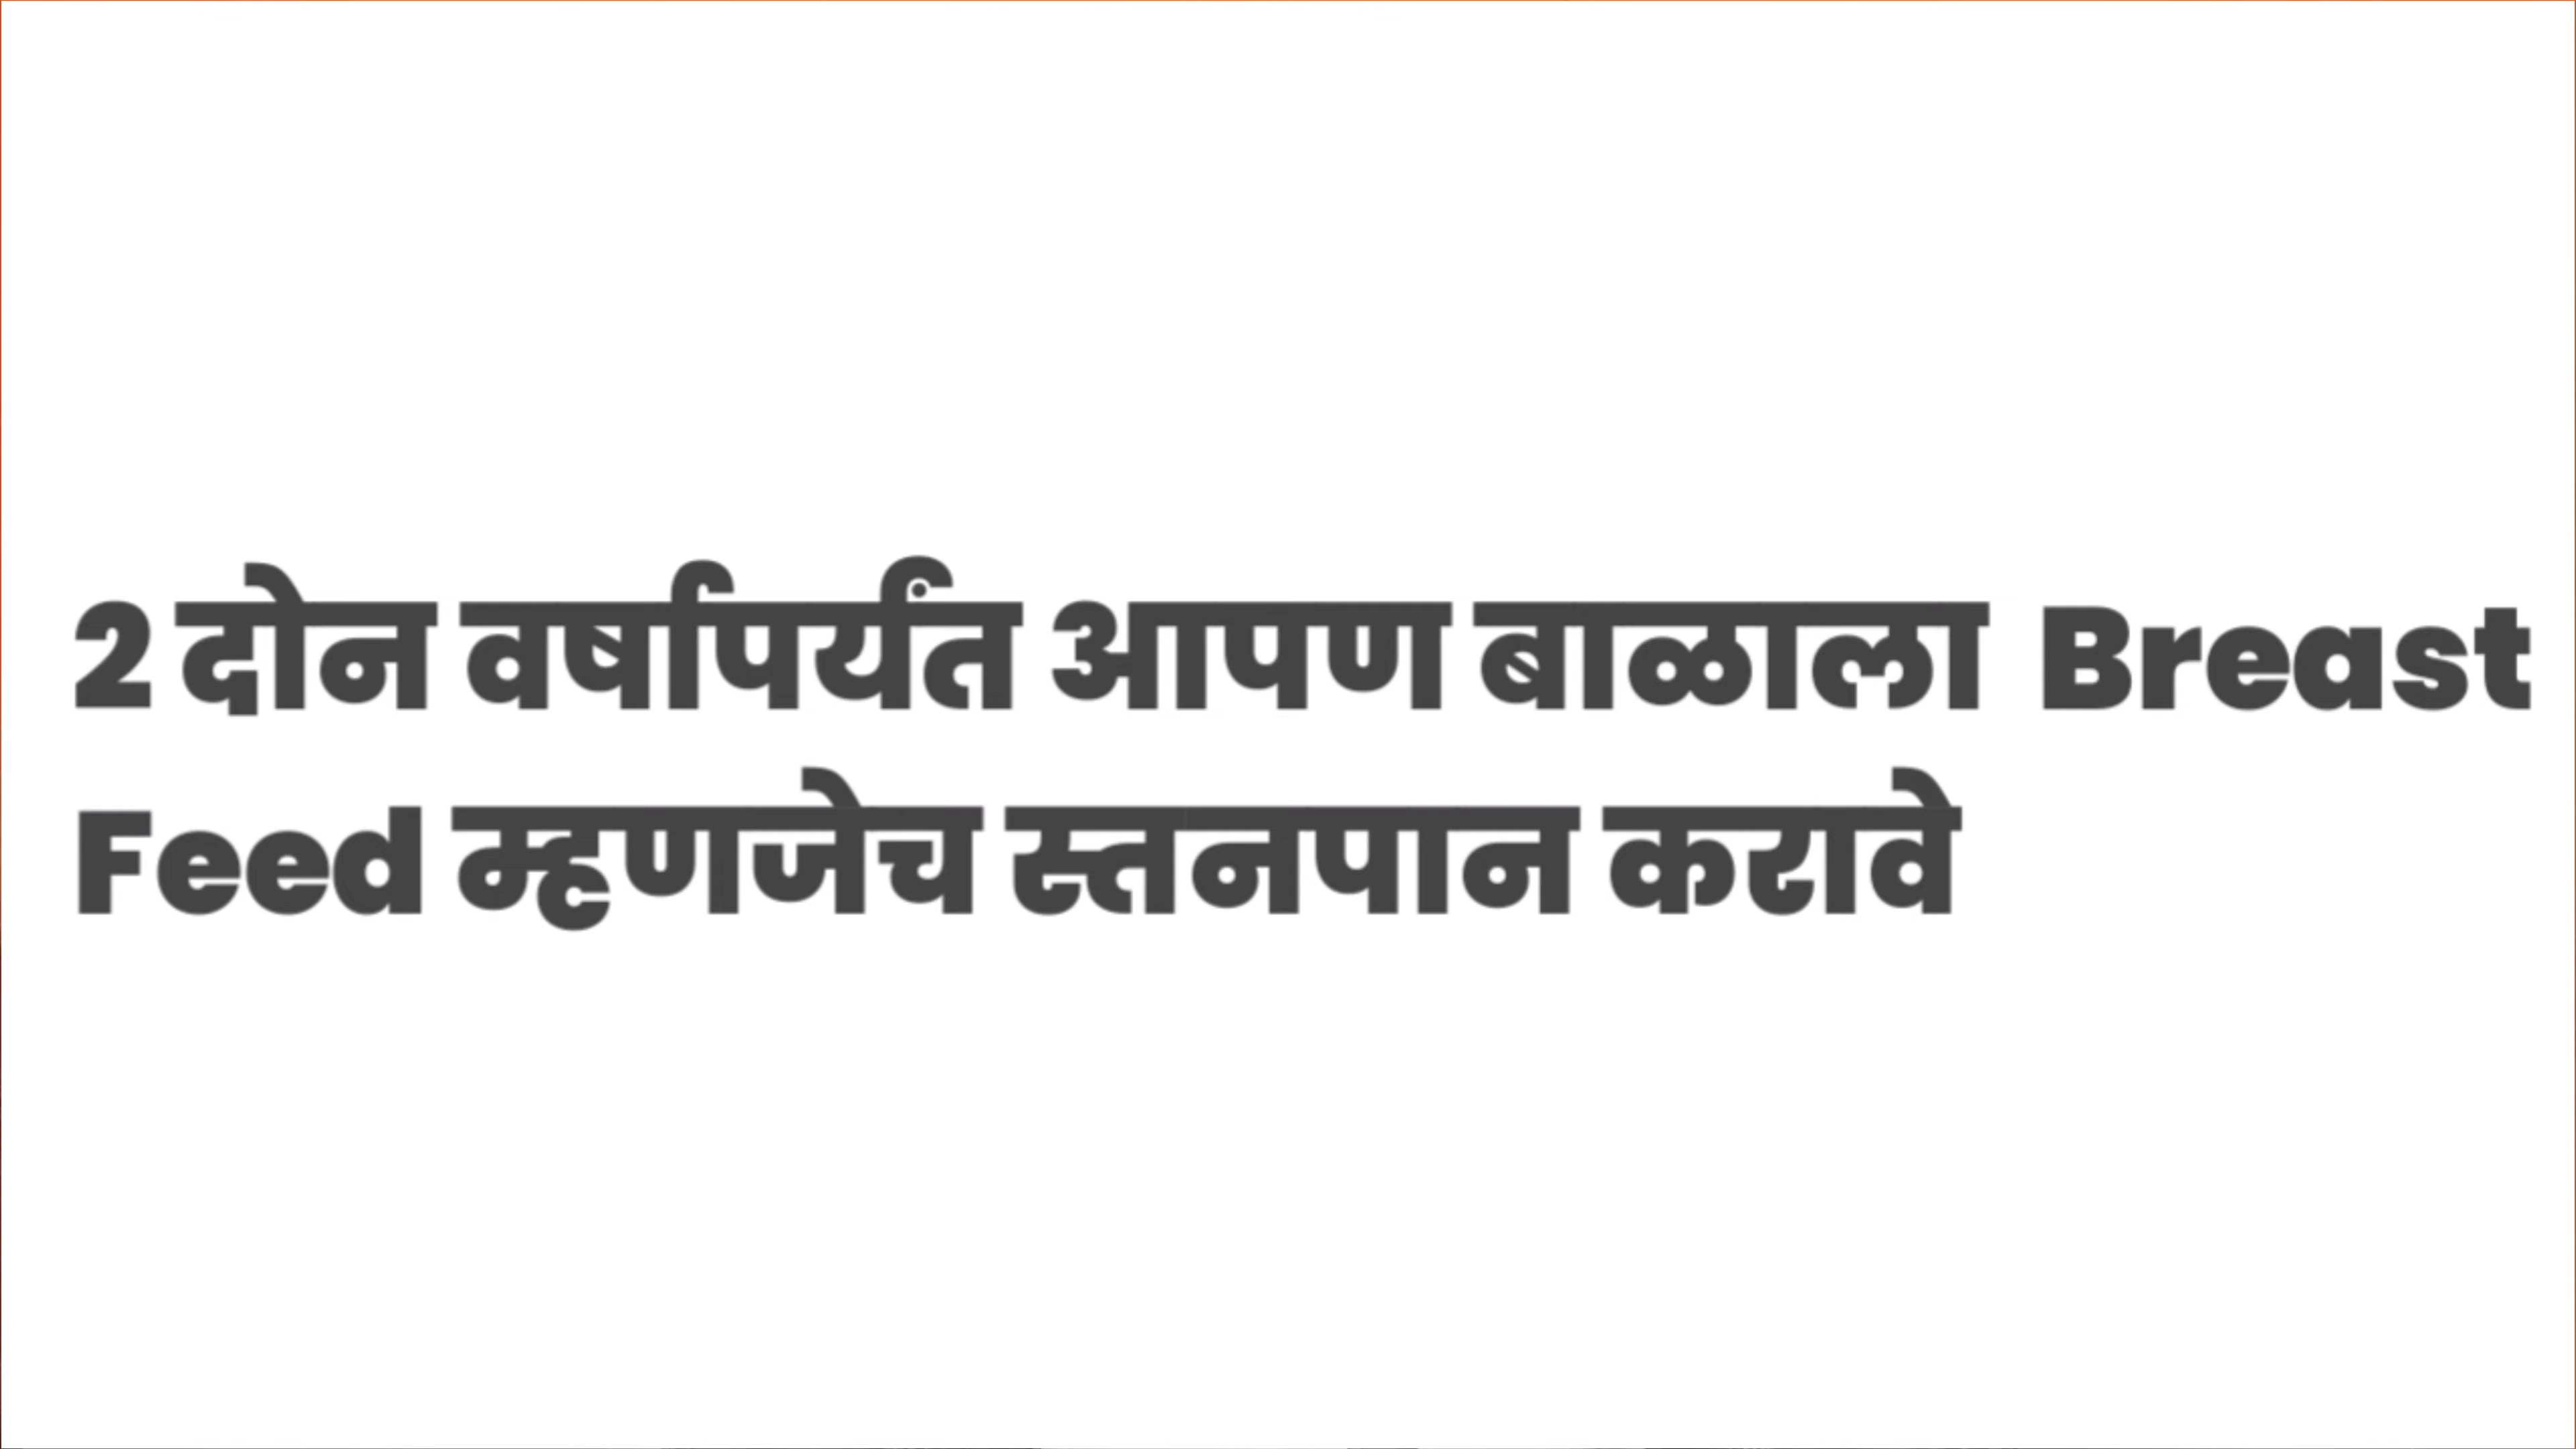 2 दोन वर्षापर्यंत आपण बाळाला Breast
Feed म्हणजेच स्तनपान करावे